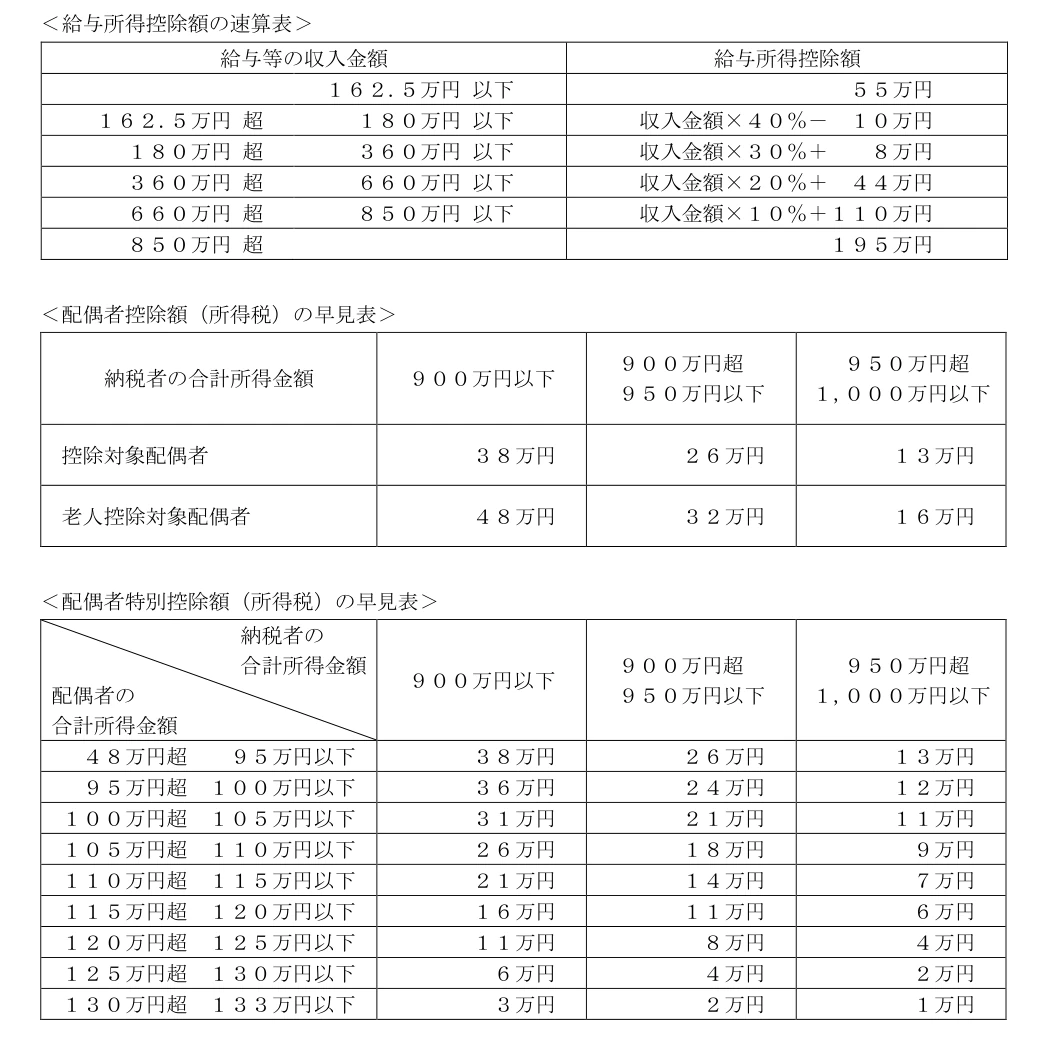 ＜給与所得控除額の速算表＞
給与等の収入金額 給与所得控除額
１６２.５万円 以下 ５５万円
１６２.５万円 超 １８０万円 以下 収入金額×４０％－ １０万円
１８０万円 超 ３６０万円 以下 収入金額×３０％＋ ８万円
３６０万円 超 ６６０万円 以下 収入金額×２０％＋ ４４万円
６６０万円 超 ８５０万円 以下 収入金額×１０％＋１１０万円
８５０万円 超 １９５万円
＜配偶者控除額（所得税）の早見表＞
納税者の合計所得金額 ９００万円以下 ９００万円超 ９５０万円超
９５０万円以下 １,０００万円以下
控除対象配偶者 ３８万円 ２６万円 １３万円
老人控除対象配偶者 ４８万円 ３２万円 １６万円
＜配偶者特別控除額（所得税）の早見表＞
納税者の
合計所得金額 ９００万円以下 ９００万円超 ９５０万円超
配偶者の ９５０万円以下 １,０００万円以下
合計所得金額
４８万円超 ９５万円以下 ３８万円 ２６万円 １３万円
９５万円超 １００万円以下 ３６万円 ２４万円 １２万円
１００万円超 １０５万円以下 ３１万円 ２１万円 １１万円
１０５万円超 １１０万円以下 ２６万円 １８万円 ９万円
１１０万円超 １１５万円以下 ２１万円 １４万円 ７万円
１１５万円超 １２０万円以下 １６万円 １１万円 ６万円
１２０万円超 １２５万円以下 １１万円 ８万円 ４万円
１２５万円超 １３０万円以下 ６万円 ４万円 ２万円
１３０万円超 １３３万円以下 ３万円 ２万円 １万円